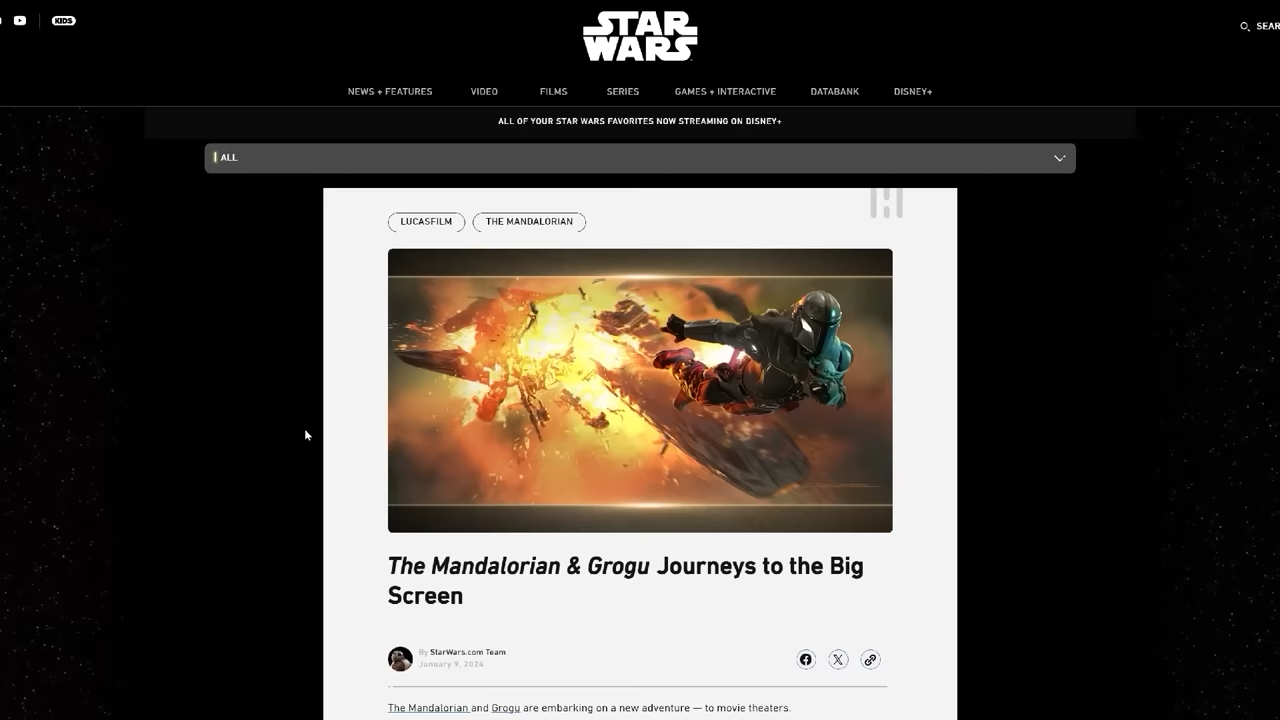 KIDS
STAR
WARS
SEAR
NEWS + FEATURES VIDEO FILMS SERIES GAMES + INTERACTIVE DATABANK DISNEY+
ALL OF YOUR STAR WARS FAVORITES NOW STREAMING ON DISNEY+
ALL
LUCASFILM THE MANDALORIAN
The Mandalorian & Grogu Journeys to the Big
Screen
By StarWars.com Team
January 9, 2024
The Mandalorian and Grogu are embarking on a new adventure — to movie theaters.